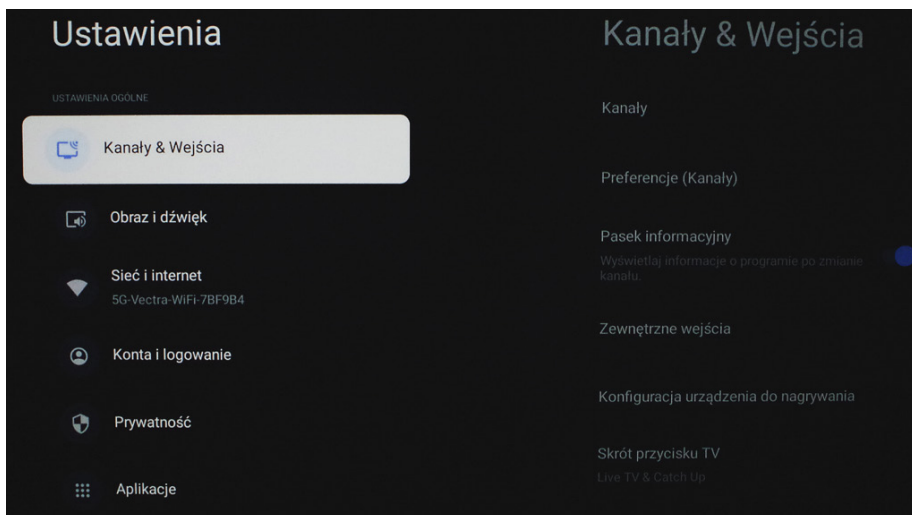 Ustawienia
USTAWIENIA OGÓLNE
Kanały & Wejścia
Obraz i dźwięk
Sieć i internet
5G-Vectra-WiFi-7BF9B4
Konta i logowanie
Prywatność
Aplikacje
Kanały & Wejścia
Kanały
Preferencje (Kanały)
Pasek informacyjny
Wyświetlaj informacje o programie po zmianie
kanału.
Zewnętrzne wejścia
Konfiguracja urządzenia do nagrywania
Skrót przycisku TV
Live TV & Catch Up